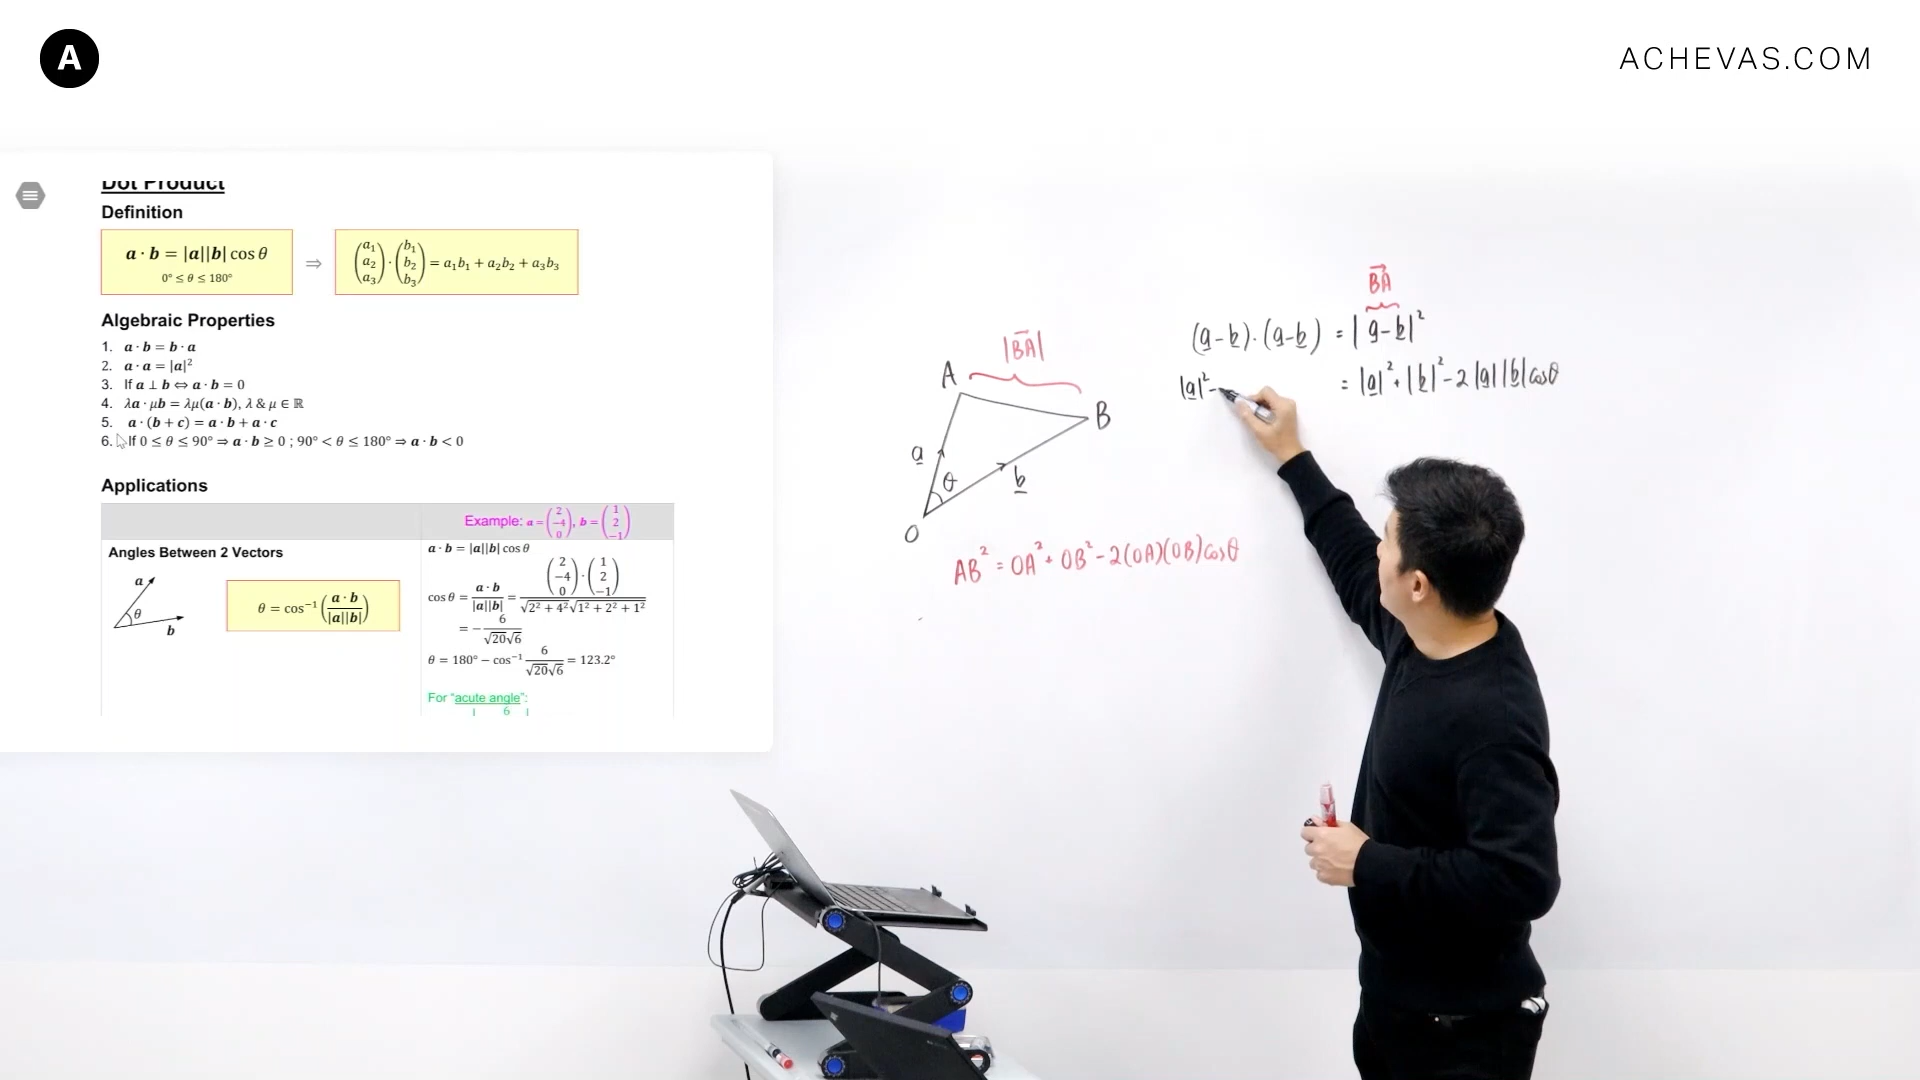 A
ACHEVAS.COM
Dot Product
Definition
a · b = |a||b| cos θ
0° ≤ θ ≤ 180°
⇒
(a₁ a₂ a₃) · (b₁ b₂ b₃) = a₁b₁ + a₂b₂ + a₃b₃
Algebraic Properties
1. a · b = b · a
2. a · a = |a|²
3. If a ⊥ b ⇔ a · b = 0
4. λa · μb = λμ(a · b), λ & μ ∈ ℝ
5. a · (b + c) = a · b + a · c
6. If 0 ≤ θ ≤ 90° ⇒ a · b ≥ 0 ; 90° < θ ≤ 180° ⇒ a · b < 0
Applications
Example: a = (2 −4 0), b = (1 2 −1)
Angles Between 2 Vectors
a
θ
b
θ = cos⁻¹ (a · b / |a||b|)
a · b = |a||b| cos θ
cos θ = a · b / |a||b| = (2 −4 0) · (1 2 −1) / √2² + 4² √1² + 2² + 1²
= − 6 / √20√6
θ = 180° − cos⁻¹ 6 / √20√6 = 123.2°
For "acute angle":
| 6 |
|BA|
A
B
a
θ
b
O
AB² = OA² + OB² − 2(OA)(OB)cosθ
BA
(a−b)·(a−b) = |a−b|²
|a|² − = |a|² + |b|² − 2|a||b|cosθ